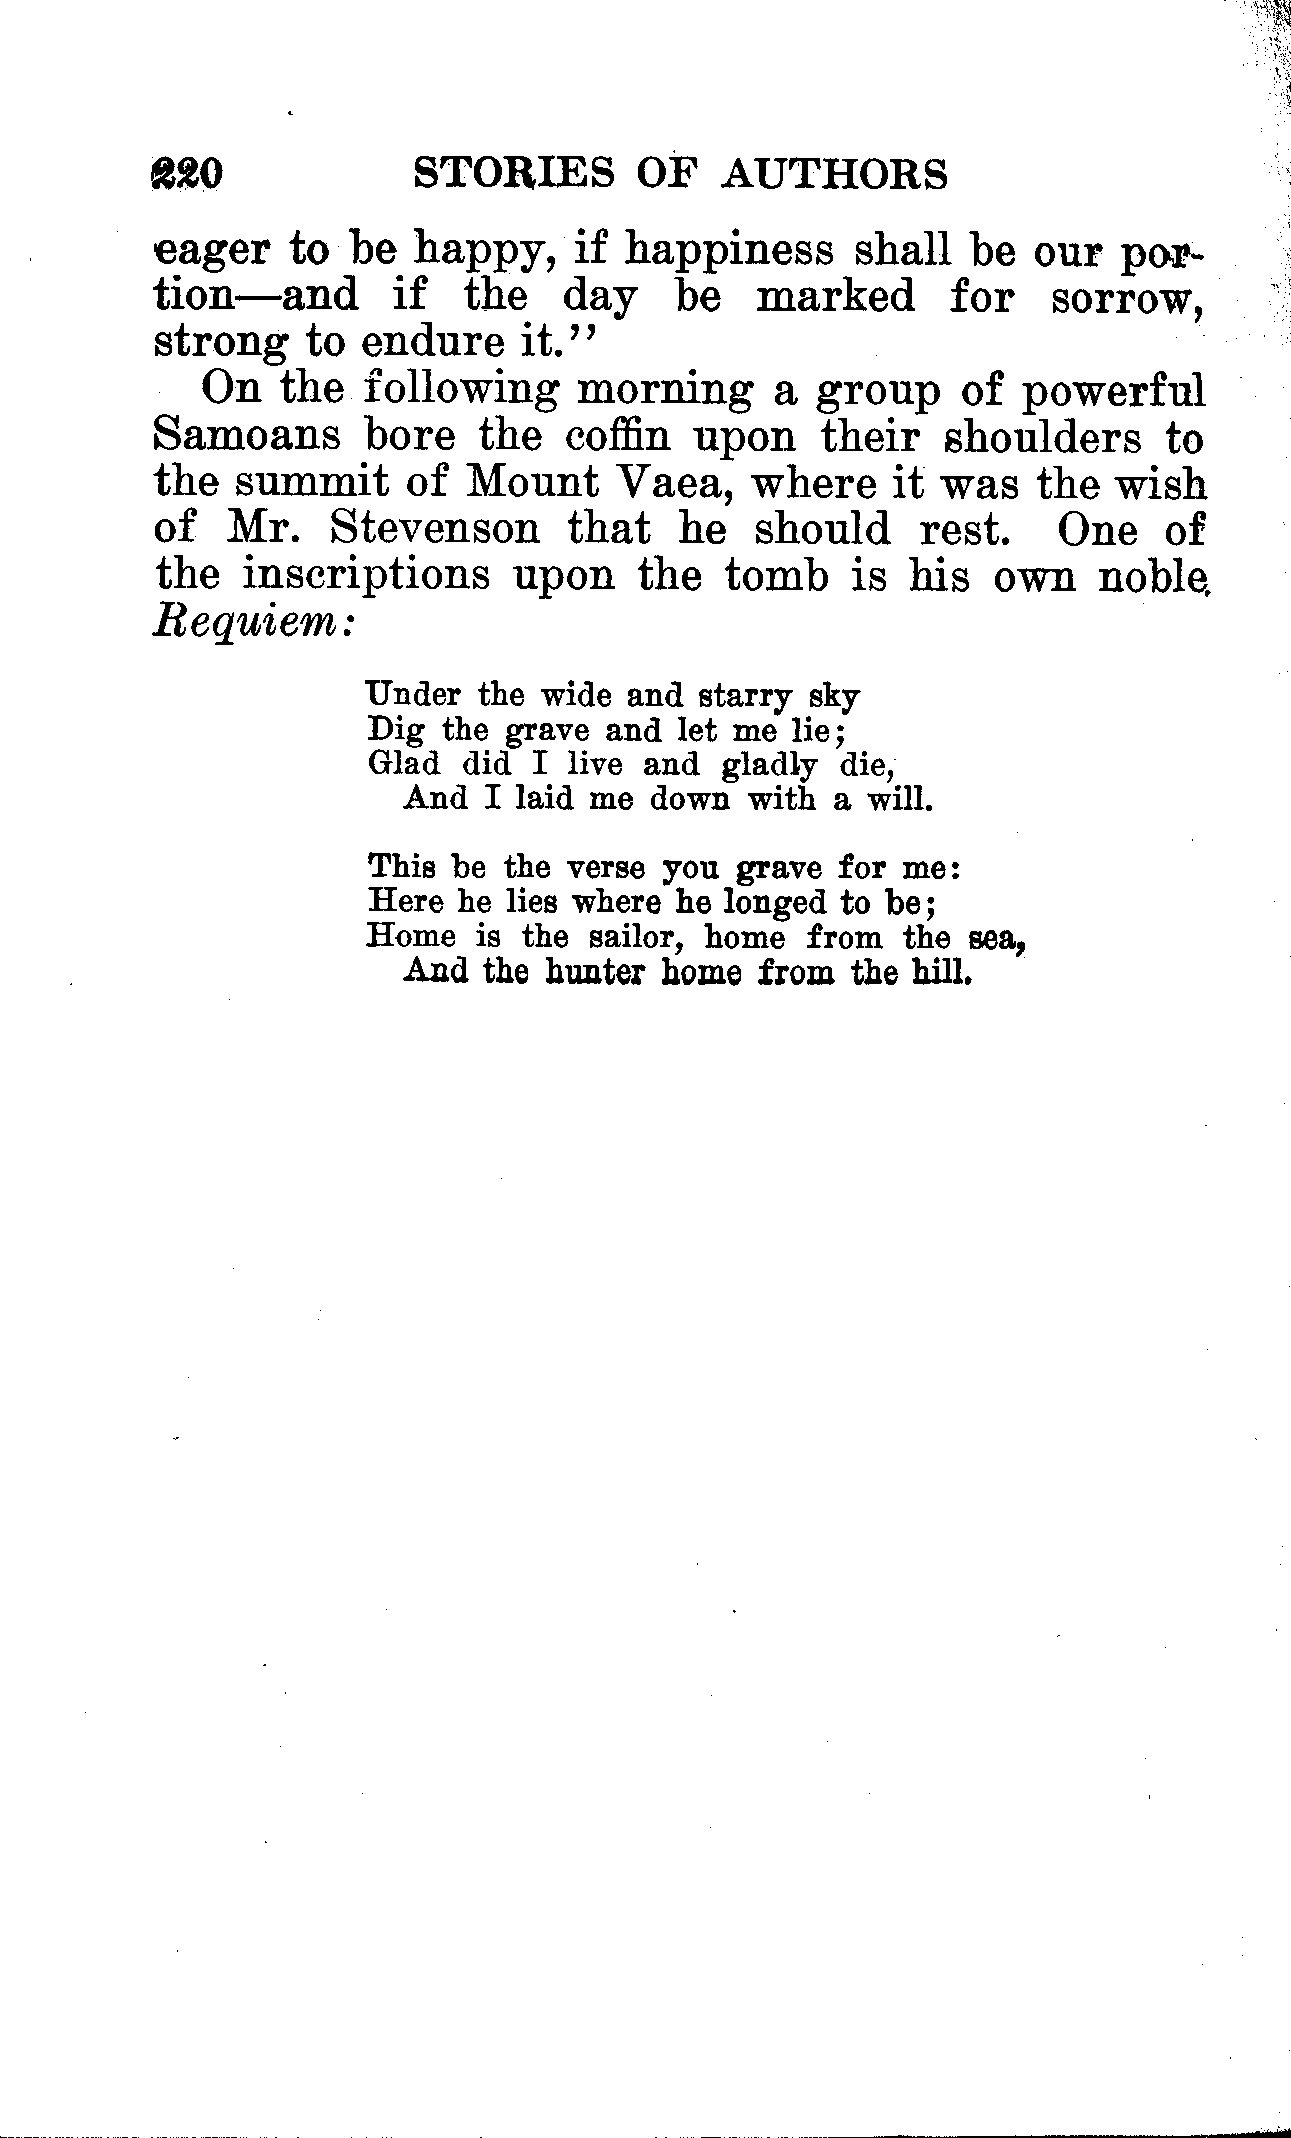 220 STORIES OF AUTHORS
eager to be happy, if happiness shall be our por-
tion—and if the day be marked for sorrow,
strong to endure it.”
On the following morning a group of powerful
Samoans bore the coffin upon their shoulders to
the summit of Mount Vaea, where it was the wish
of Mr. Stevenson that he should rest. One of
the inscriptions upon the tomb is his own noble
Requiem:
Under the wide and starry sky
Dig the grave and let me lie;
Glad did I live and gladly die,
And I laid me down with a will.
This be the verse you grave for me:
Here he lies where he longed to be;
Home is the sailor, home from the sea,
And the hunter home from the hill.